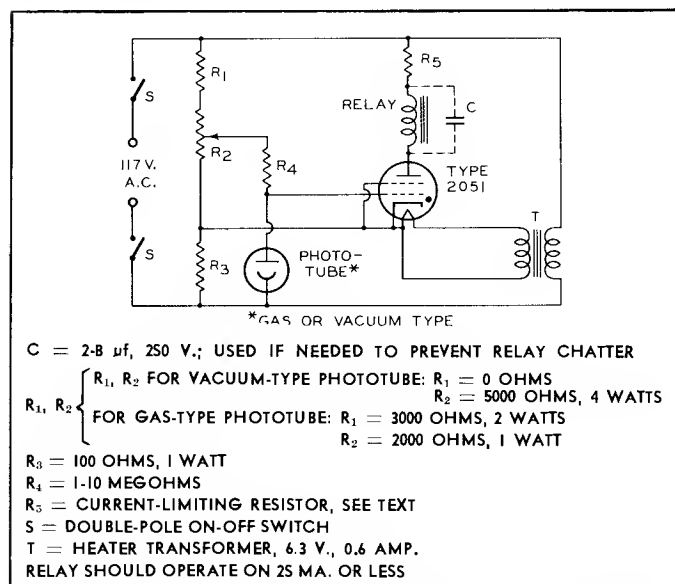 R1
R2
R3
R4
R5
S
117 V.
A.C.
S
RELAY
C
TYPE
2051
T
PHOTO-
TUBE*
*GAS OR VACUUM TYPE
C = 2-8 µf, 250 V.; USED IF NEEDED TO PREVENT RELAY CHATTER
R1, R2 { R1, R2 FOR VACUUM-TYPE PHOTOTUBE: R1 = 0 OHMS
R2 = 5000 OHMS, 4 WATTS
FOR GAS-TYPE PHOTOTUBE: R1 = 3000 OHMS, 2 WATTS
R2 = 2000 OHMS, 1 WATT
R3 = 100 OHMS, 1 WATT
R4 = 1-10 MEGOHMS
R5 = CURRENT-LIMITING RESISTOR, SEE TEXT
S = DOUBLE-POLE ON-OFF SWITCH
T = HEATER TRANSFORMER, 6.3 V., 0.6 AMP.
RELAY SHOULD OPERATE ON 25 MA. OR LESS